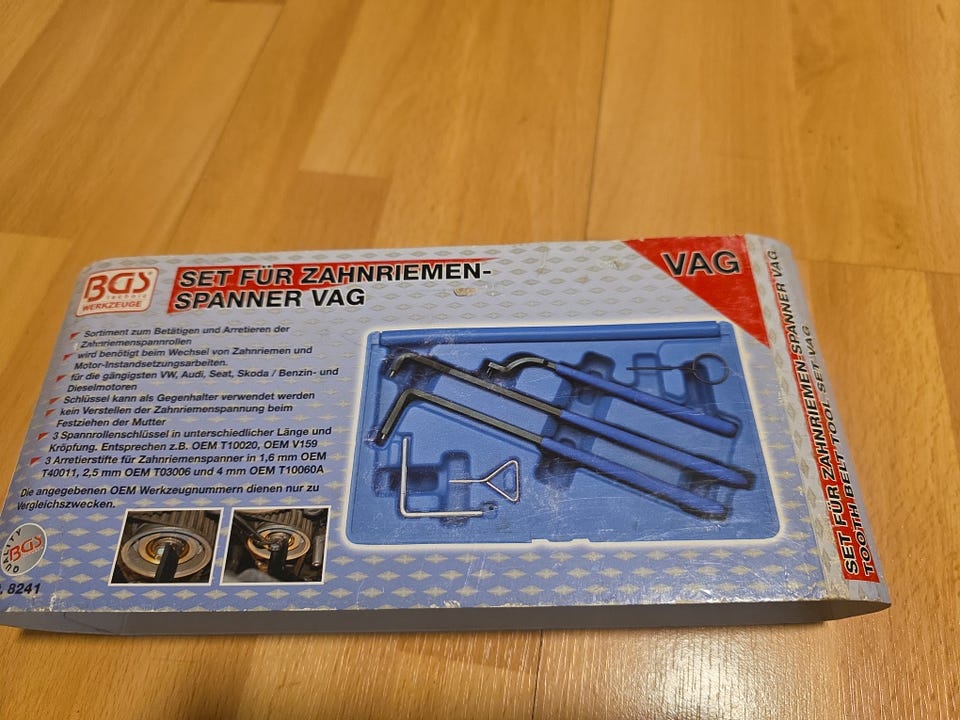 BGS
technic
WERKZEUGE
SET FÜR ZAHNRIEMEN-
SPANNER VAG
VAG
Sortiment zum Betätigen und Arretieren der
Zahnriemenspannrollen
wird benötigt beim Wechsel von Zahnriemen und
Motor-Instandsetzungsarbeiten.
für die gängigsten VW, Audi, Seat, Skoda / Benzin- und
Dieselmotoren
Schlüssel kann als Gegenhalter verwendet werden
kein Verstellen der Zahnriemenspannung beim
Festziehen der Mutter
3 Spannrollenschlüssel in unterschiedlicher Länge und
Kröpfung. Entsprechen z.B. OEM T10020, OEM V159
3 Arretierstifte für Zahnriemenspanner in 1,6 mm OEM
T40011, 2,5 mm OEM T03006 und 4 mm OEM T10060A
Die angegebenen OEM Werkzeugnummern dienen nur zu
Vergleichszwecken.
BGS
8241
SET FÜR ZAHNRIEMEN-SPANNER VAG
TOOTH BELT TOOL SET VAG